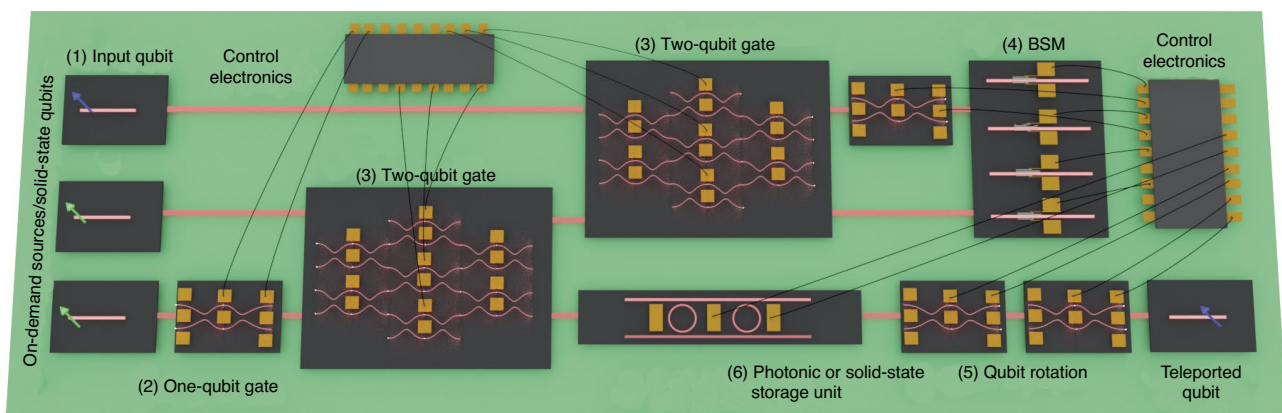 (1) Input qubit
Control
electronics
(3) Two-qubit gate
(4) BSM
Control
electronics
On-demand sources/solid-state qubits
(3) Two-qubit gate
(2) One-qubit gate
(6) Photonic or solid-state
storage unit
(5) Qubit rotation
Teleported
qubit